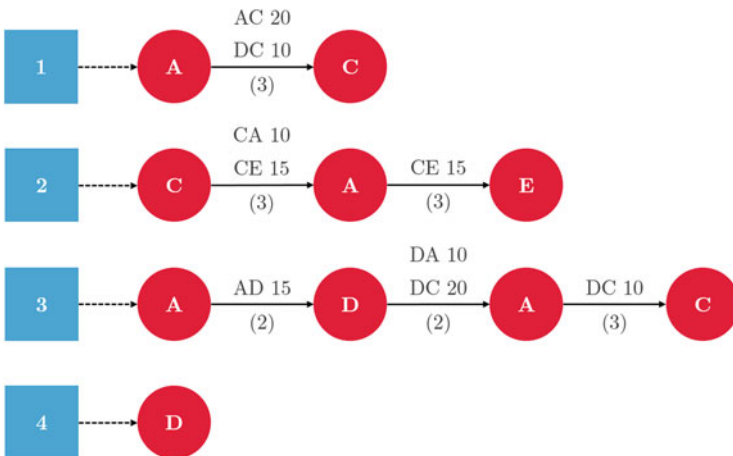 AC 20
DC 10
1 A C
(3)
CA 10
CE 15 CE 15
2 C A E
(3) (3)
DA 10
AD 15 DC 20 DC 10
3 A D A C
(2) (2) (3)
4 D